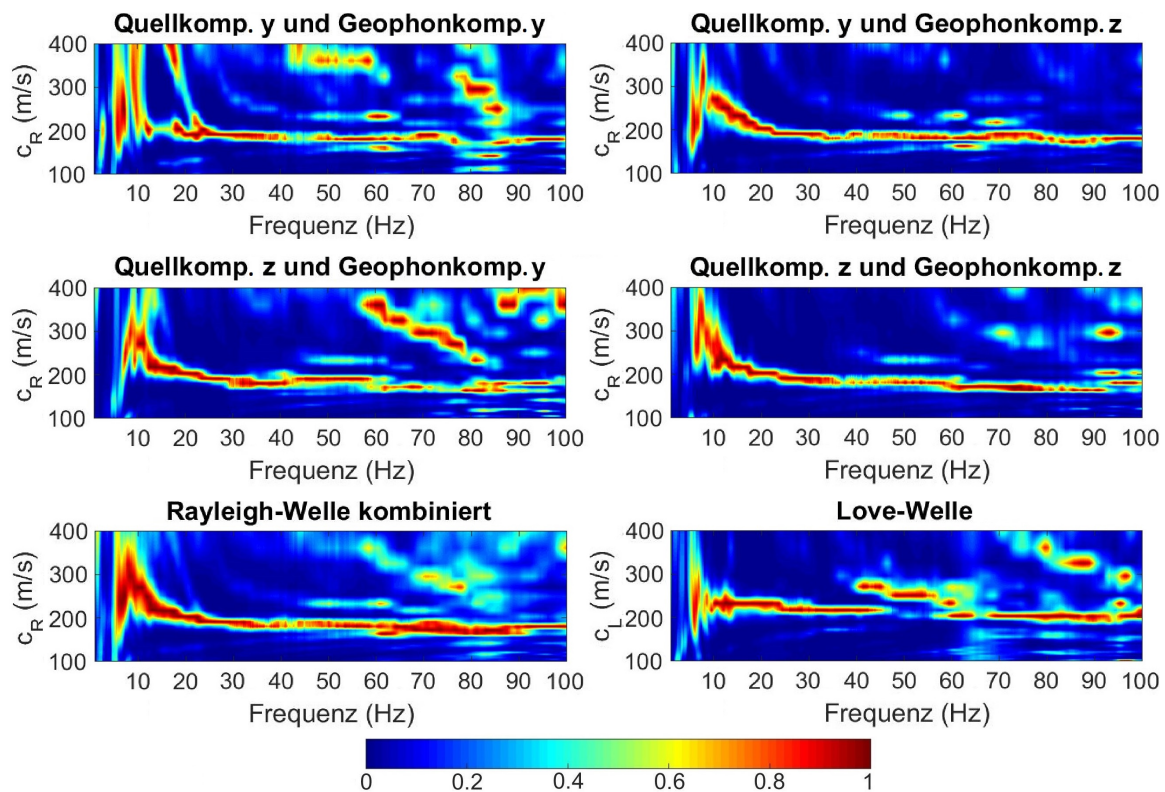 Quellkomp. y und Geophonkomp. y
400
300
200
100
c_R (m/s)
10 20 30 40 50 60 70 80 90 100
Frequenz (Hz)
Quellkomp. y und Geophonkomp. z
400
300
200
100
c_R (m/s)
10 20 30 40 50 60 70 80 90 100
Frequenz (Hz)
Quellkomp. z und Geophonkomp. y
400
300
200
100
c_R (m/s)
10 20 30 40 50 60 70 80 90 100
Frequenz (Hz)
Quellkomp. z und Geophonkomp. z
400
300
200
100
c_R (m/s)
10 20 30 40 50 60 70 80 90 100
Frequenz (Hz)
Rayleigh-Welle kombiniert
400
300
200
100
c_R (m/s)
10 20 30 40 50 60 70 80 90 100
Frequenz (Hz)
Love-Welle
400
300
200
100
c_L (m/s)
10 20 30 40 50 60 70 80 90 100
Frequenz (Hz)
0 0.2 0.4 0.6 0.8 1